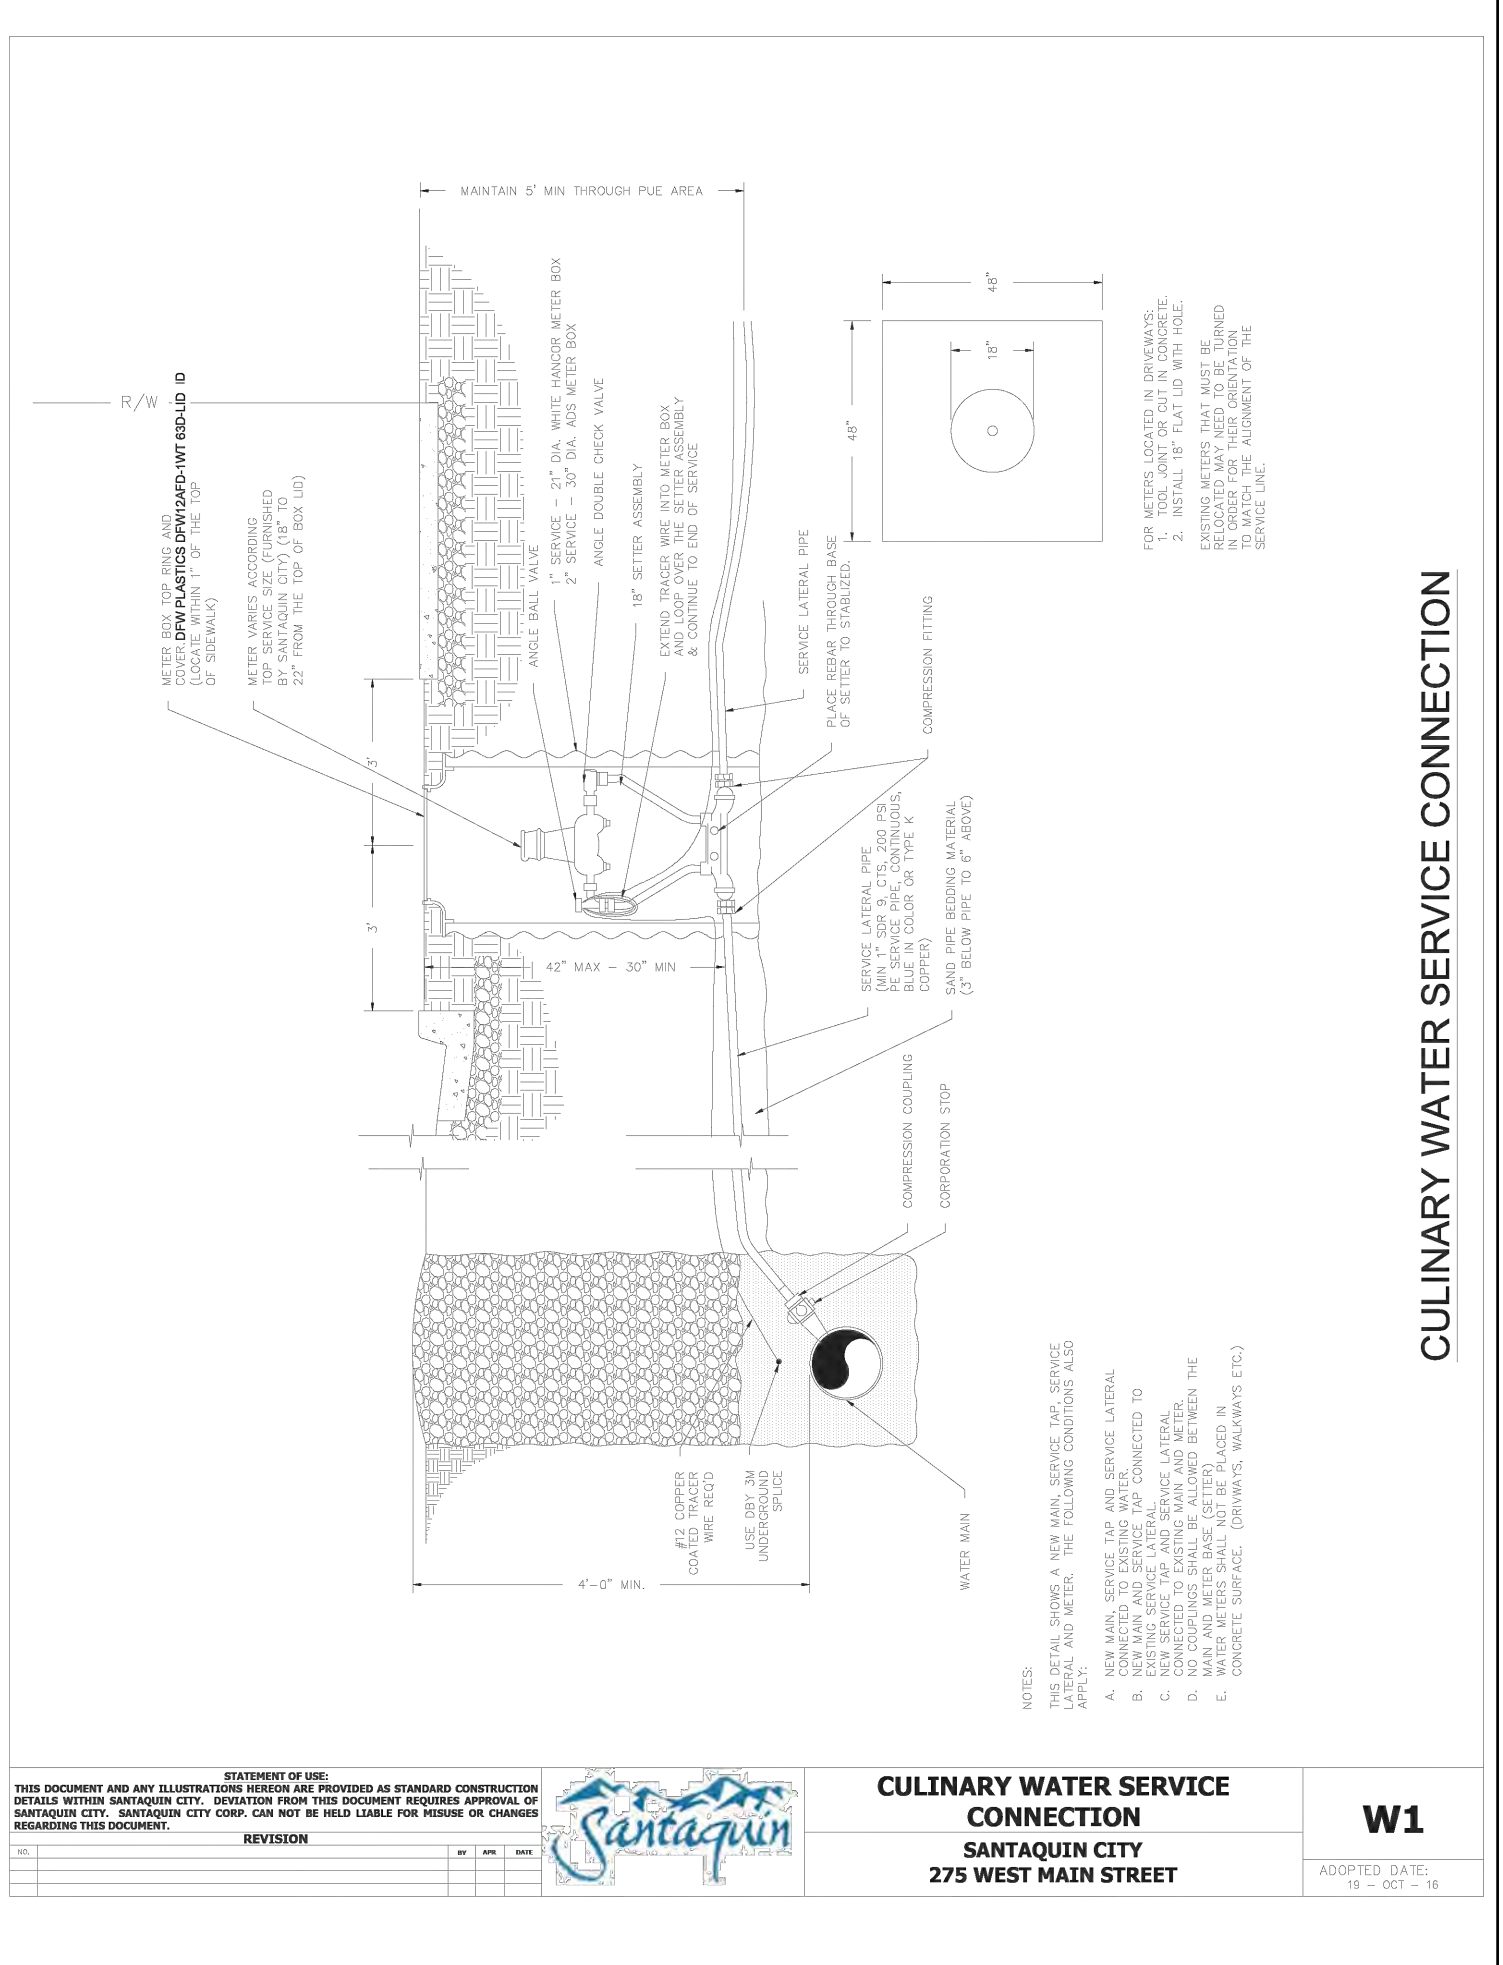 MAINTAIN 5' MIN THROUGH PUE AREA
R/W
METER BOX TOP RING AND
COVER. DFW PLASTICS DFW12AFD-1WT 63D-LID ID
(LOCATE WITHIN 1" OF THE TOP
OF SIDEWALK)
METER VARIES ACCORDING
TOP SERVICE SIZE (FURNISHED
BY SANTAQUIN CITY) (18" TO
22" FROM THE TOP OF BOX LID)
3'
3'
ANGLE BALL VALVE
1" SERVICE - 21" DIA. WHITE HANCOR METER BOX
2" SERVICE - 30" DIA. ADS METER BOX
ANGLE DOUBLE CHECK VALVE
18" SETTER ASSEMBLY
EXTEND TRACER WIRE INTO METER BOX
AND LOOP OVER THE SETTER ASSEMBLY
& CONTINUE TO END OF SERVICE
SERVICE LATERAL PIPE
PLACE REBAR THROUGH BASE
OF SETTER TO STABLIZED.
COMPRESSION FITTING
48"
48"
18"
FOR METERS LOCATED IN DRIVEWAYS:
1. TOOL JOINT OR CUT IN CONCRETE.
2. INSTALL 18" FLAT LID WITH HOLE.
EXISTING METERS THAT MUST BE
RELOCATED MAY NEED TO BE TURNED
IN ORDER FOR THEIR ORIENTATION
TO MATCH THE ALIGNMENT OF THE
SERVICE LINE.
42" MAX - 30" MIN
SERVICE LATERAL PIPE
(MIN 1" SDR 9, CTS, 200 PSI
PE SERVICE PIPE, CONTINUOUS,
BLUE IN COLOR OR TYPE K
COPPER)
SAND PIPE BEDDING MATERIAL
(3" BELOW PIPE TO 6" ABOVE)
COMPRESSION COUPLING
CORPORATION STOP
#12 COPPER
COATED TRACER
WIRE REQ'D
USE DBY 3M
UNDERGROUND
SPLICE
4'-0" MIN.
WATER MAIN
NOTES:
THIS DETAIL SHOWS A NEW MAIN, SERVICE TAP, SERVICE
LATERAL AND METER. THE FOLLOWING CONDITIONS ALSO
APPLY:
A. NEW MAIN, SERVICE TAP AND SERVICE LATERAL
CONNECTED TO EXISTING WATER.
B. NEW MAIN AND SERVICE TAP CONNECTED TO
EXISTING SERVICE LATERAL.
C. NEW SERVICE TAP AND SERVICE LATERAL
CONNECTED TO EXISTING MAIN AND METER.
D. NO COUPLINGS SHALL BE ALLOWED BETWEEN THE
MAIN AND METER BASE (SETTER)
E. WATER METERS SHALL NOT BE PLACED IN
CONCRETE SURFACE. (DRIVWAYS, WALKWAYS ETC.)
CULINARY WATER SERVICE CONNECTION
STATEMENT OF USE:
THIS DOCUMENT AND ANY ILLUSTRATIONS HEREON ARE PROVIDED AS STANDARD CONSTRUCTION
DETAILS WITHIN SANTAQUIN CITY. DEVIATION FROM THIS DOCUMENT REQUIRES APPROVAL OF
SANTAQUIN CITY. SANTAQUIN CITY CORP. CAN NOT BE HELD LIABLE FOR MISUSE OR CHANGES
REGARDING THIS DOCUMENT.
REVISION
NO. BY APR DATE
Santaquin
CULINARY WATER SERVICE
CONNECTION
SANTAQUIN CITY
275 WEST MAIN STREET
W1
ADOPTED DATE:
19 - OCT - 16